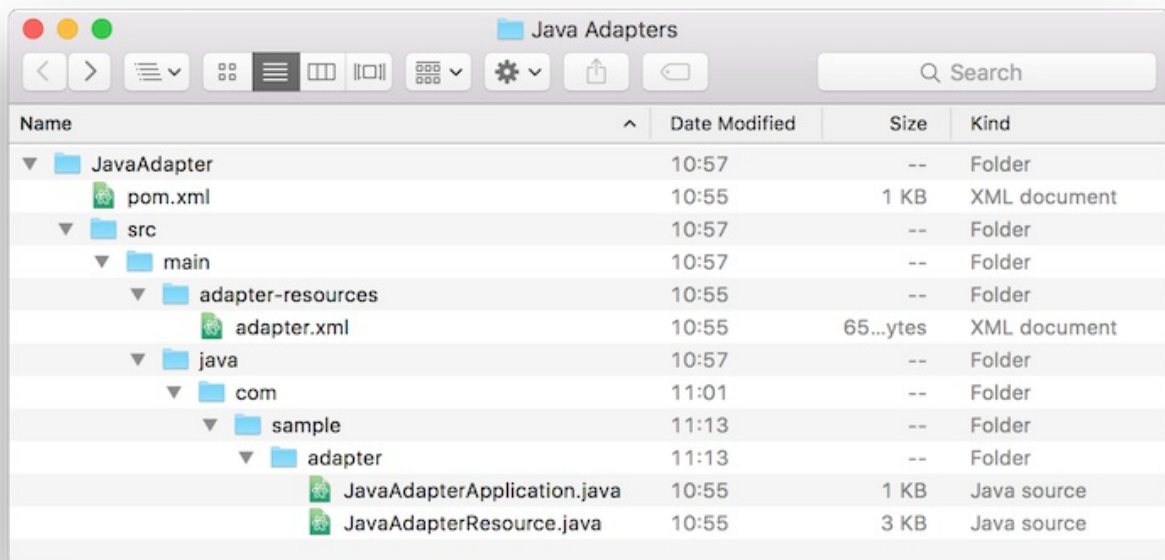 Java Adapters
Search
Name Date Modified Size Kind
JavaAdapter 10:57 -- Folder
pom.xml 10:55 1 KB XML document
src 10:57 -- Folder
main 10:57 -- Folder
adapter-resources 10:55 -- Folder
adapter.xml 10:55 65...ytes XML document
java 10:57 -- Folder
com 11:01 -- Folder
sample 11:13 -- Folder
adapter 11:13 -- Folder
JavaAdapterApplication.java 10:55 1 KB Java source
JavaAdapterResource.java 10:55 3 KB Java source